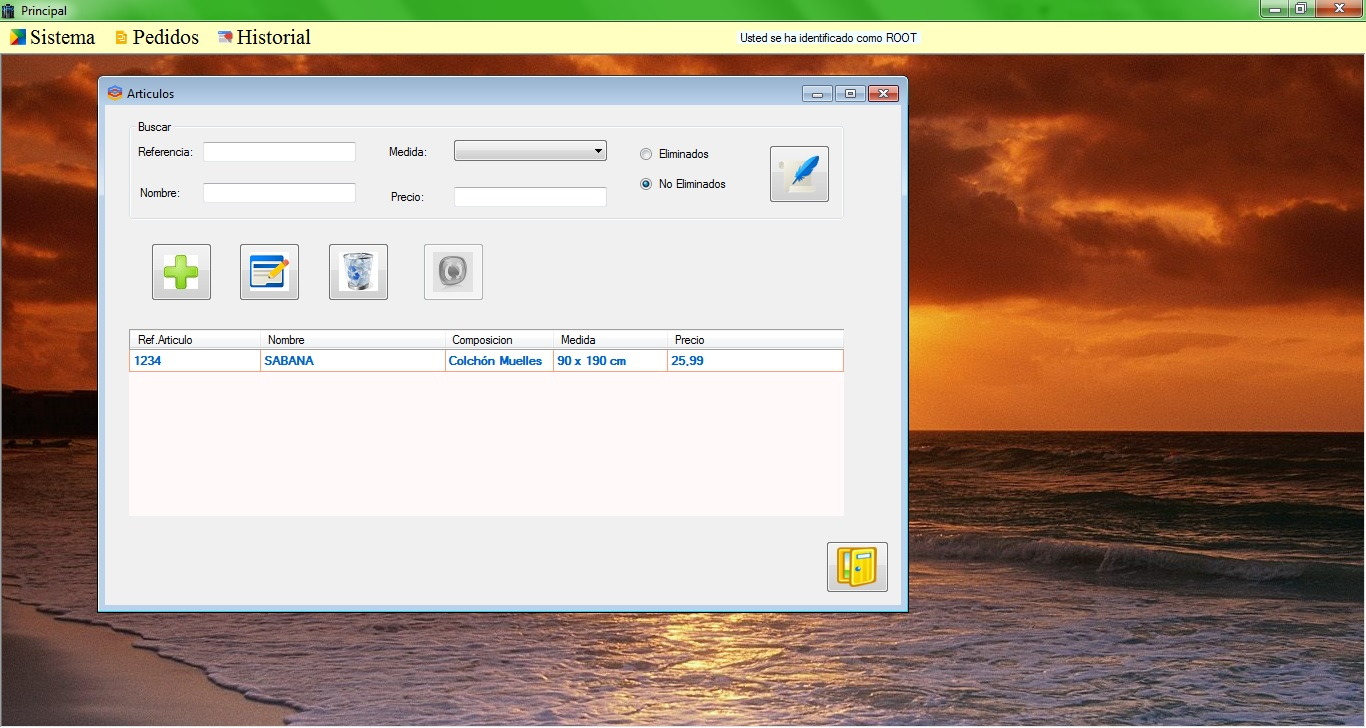 Principal
Sistema Pedidos Historial Usted se ha identificado como ROOT
Articulos
Buscar
Referencia: Medida: Eliminados
Nombre: Precio: No Eliminados
Ref.Articulo Nombre Composicion Medida Precio
1234 SABANA Colchón Muelles 90 x 190 cm 25,99